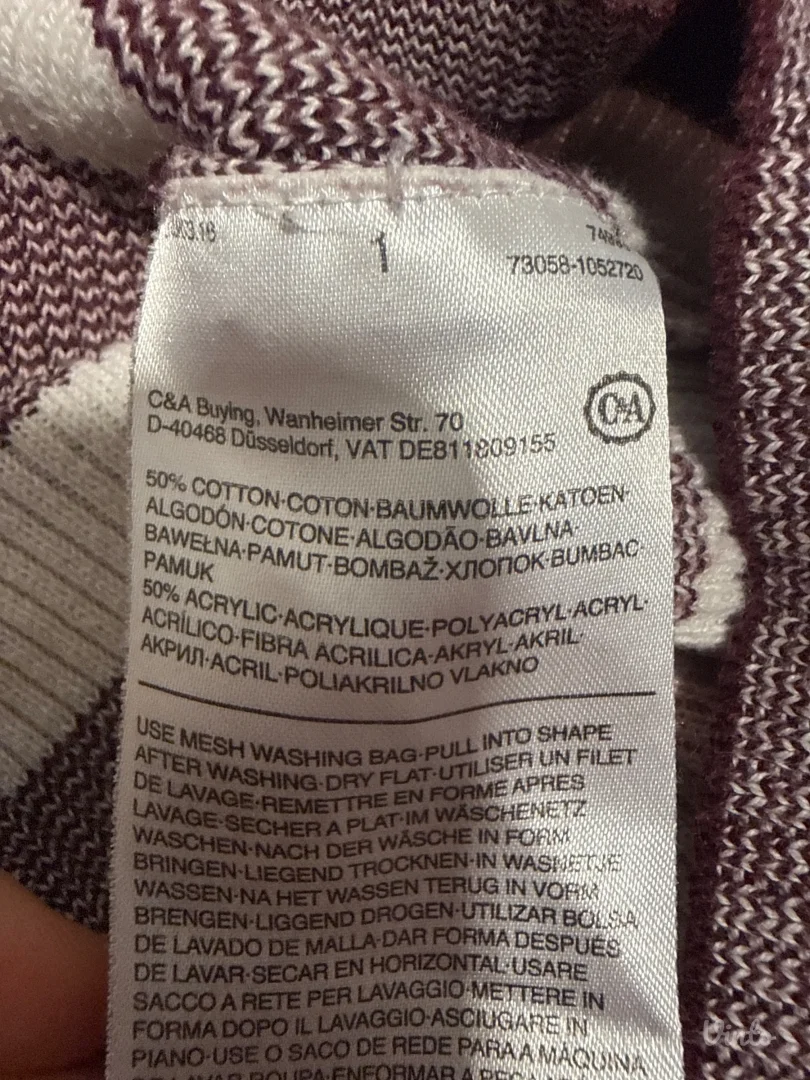 1
73058-1052720
C&A
C&A Buying, Wanheimer Str. 70
D-40468 Düsseldorf, VAT DE811809155
50% COTTON·COTON·BAUMWOLLE·KATOEN·
ALGODÓN·COTONE·ALGODÃO·BAVLNA·
BAWEŁNA·PAMUT·BOMBAŽ·ХЛОПОК·BUMBAC·
PAMUK
50% ACRYLIC·ACRYLIQUE·POLYACRYL·ACRYL·
ACRÍLICO·FIBRA ACRILICA·AKRYL·AKRIL·
АКРИЛ·ACRIL·POLIAKRILNO VLAKNO
USE MESH WASHING BAG·PULL INTO SHAPE
AFTER WASHING·DRY FLAT·UTILISER UN FILET
DE LAVAGE·REMETTRE EN FORME APRES
LAVAGE·SECHER A PLAT·IM WÄSCHENETZ
WASCHEN·NACH DER WÄSCHE IN FORM
BRINGEN·LIEGEND TROCKNEN·IN WASNETJE
WASSEN·NA HET WASSEN TERUG IN VORM
BRENGEN·LIGGEND DROGEN·UTILIZAR BOLSA
DE LAVADO DE MALLA·DAR FORMA DESPUÉS
DE LAVAR·SECAR EN HORIZONTAL·USARE
SACCO A RETE PER LAVAGGIO·METTERE IN
FORMA DOPO IL LAVAGGIO·ASCIUGARE IN
PIANO·USE O SACO DE REDE PARA A MÁQUINA
DE LAVAR ROUPA·ENFORMAR A
Vinted